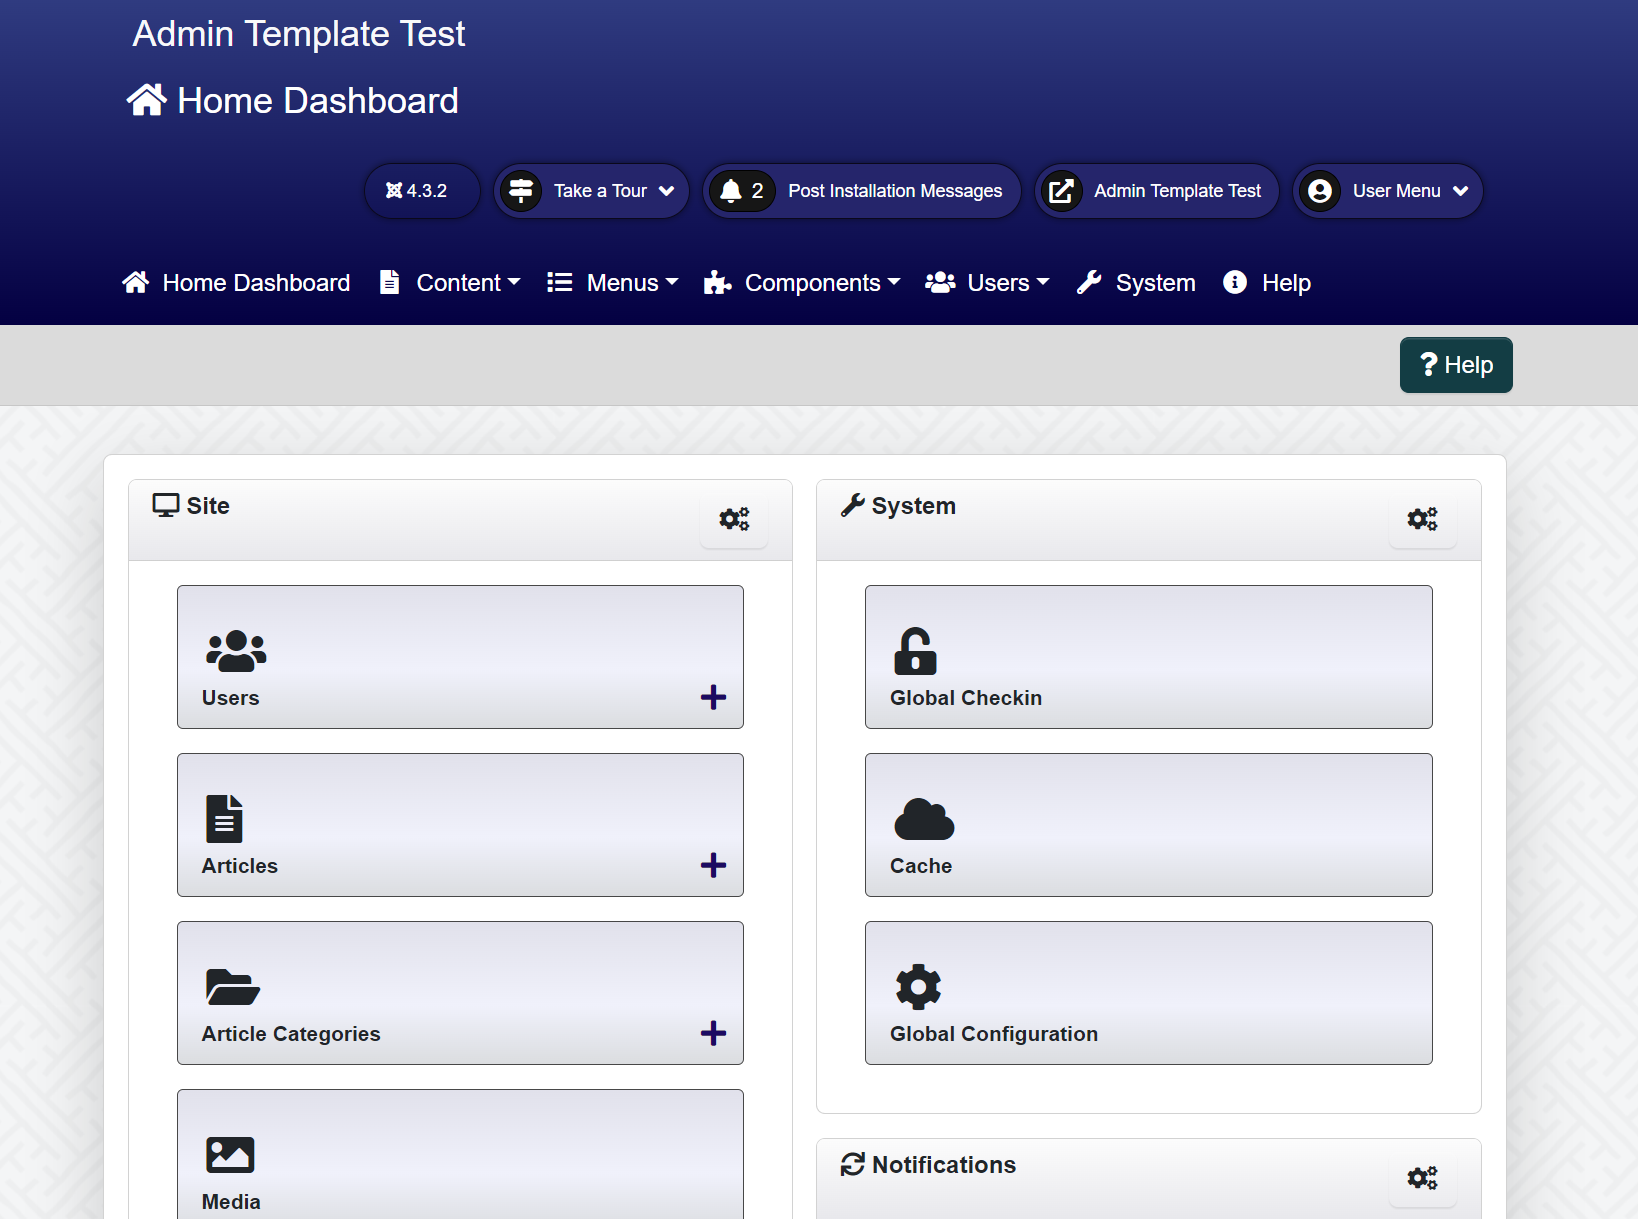 Admin Template Test
Home Dashboard
4.3.2 Take a Tour 2 Post Installation Messages Admin Template Test User Menu
Home Dashboard Content Menus Components Users System Help
? Help
Site
Users
Articles
Article Categories
Media
System
Global Checkin
Cache
Global Configuration
Notifications